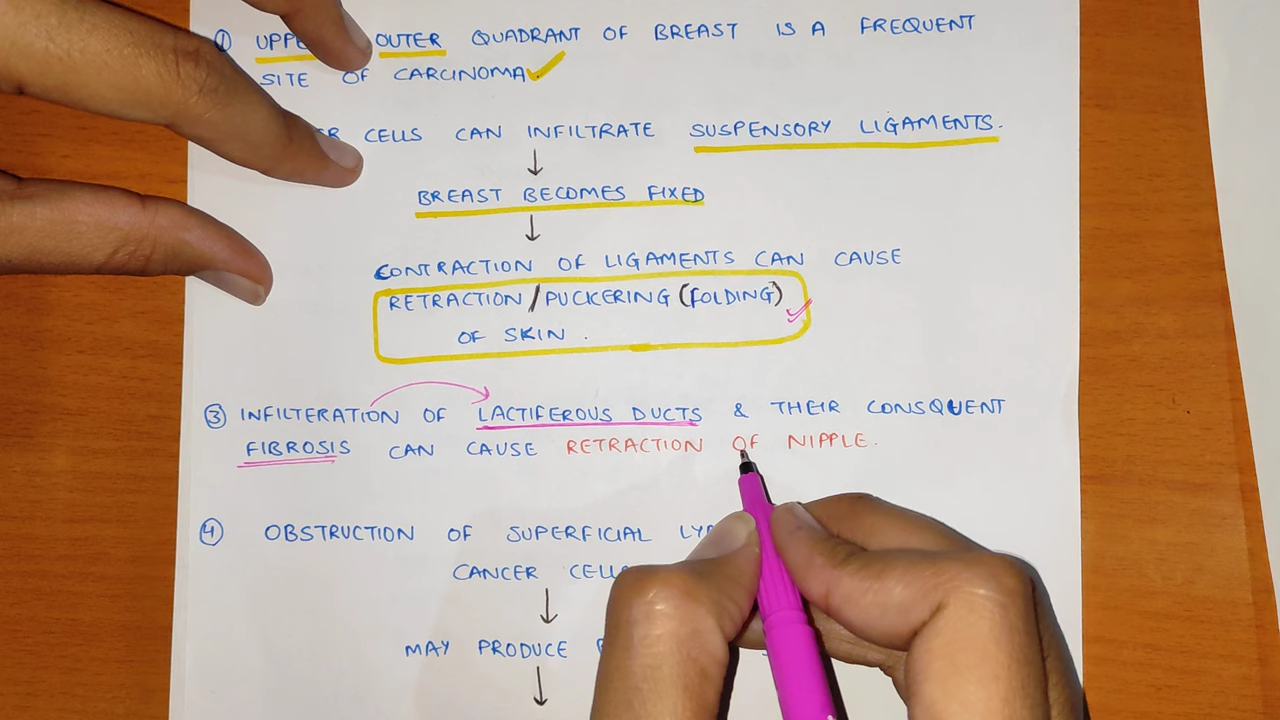 ① OUTER QUADRANT OF BREAST IS A FREQUENT
SITE OF CARCINOMA
CELLS CAN INFILTRATE SUSPENSORY LIGAMENTS.
↓
BREAST BECOMES FIXED
↓
CONTRACTION OF LIGAMENTS CAN CAUSE
RETRACTION/PUCKERING (FOLDING)
OF SKIN.
③ INFILTERATION OF LACTIFEROUS DUCTS & THEIR CONSQUENT
FIBROSIS CAN CAUSE RETRACTION OF NIPPLE.
④ OBSTRUCTION OF SUPERFICIAL
CANCER
↓
MAY PRODUCE
↓